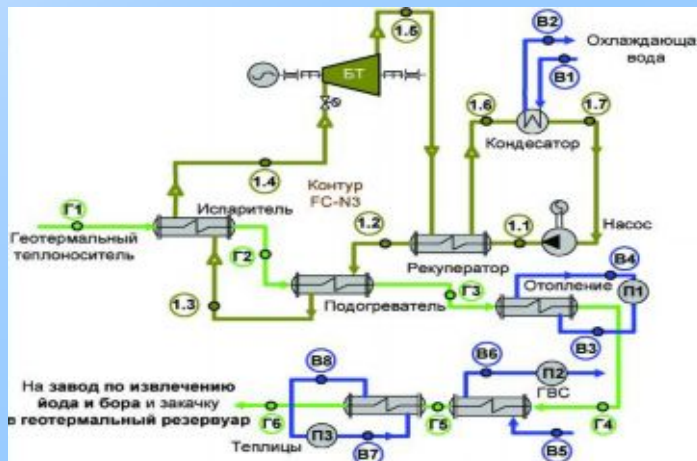 1.5
В2
Охлаждающа
вода
БТ
В1
1.6
1.7
Кондесатор
1.4
Контур
FC-N3
Г1
Испаритель
1.2
1.1
Насос
Геотермальный
теплоноситель
Г2
Рекуператор
В4
Отопление
1.3
Подогреватель
Г3
П1
В3
В8
В6
П2
ГВС
На завод по извлечению
йода и бора и закачку
в геотермальный резервуар
Г6
Г5
Г4
Теплицы
П3
В7
В5